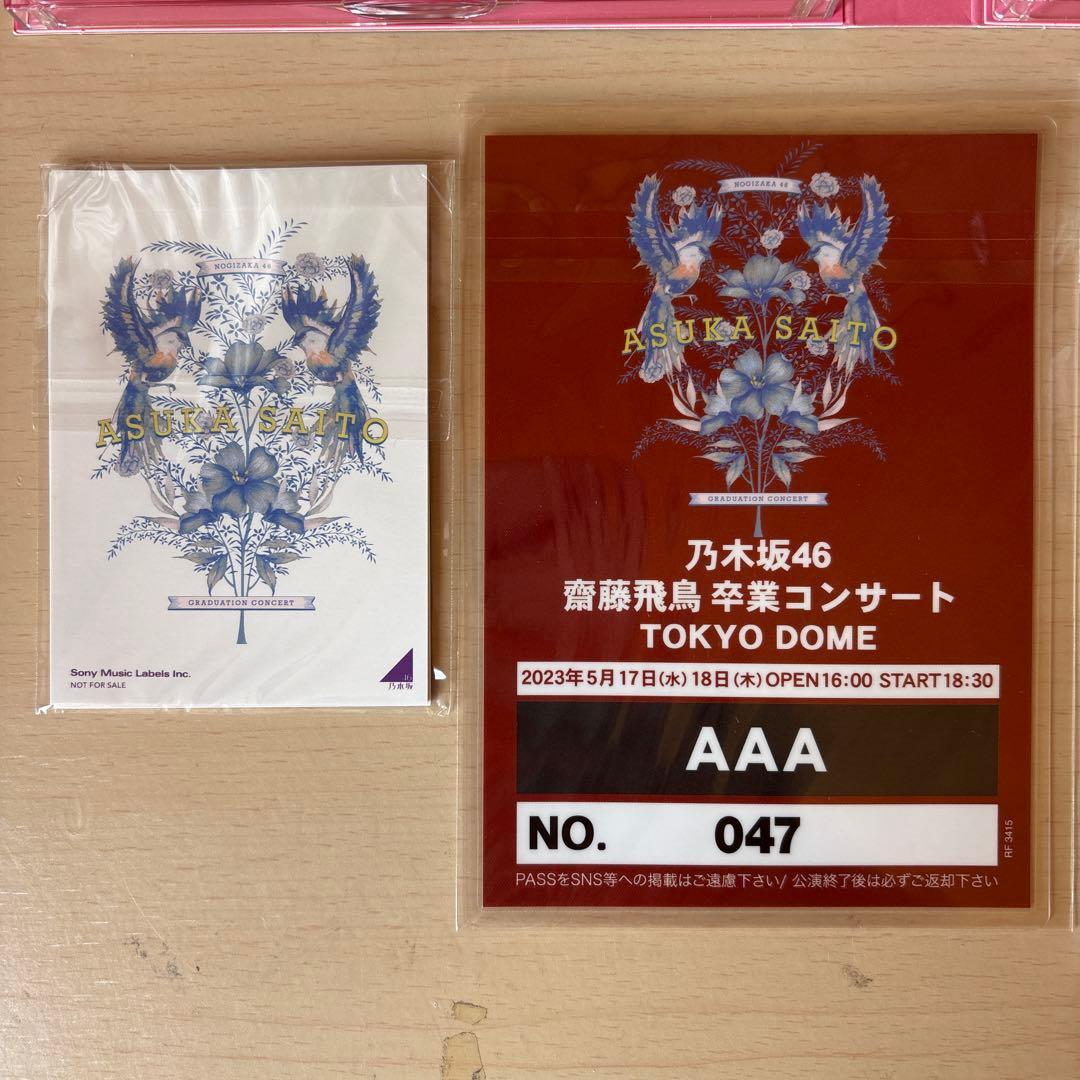 NOGIZAKA 46
ASUKA SAITO
GRADUATION CONCERT
Sony Music Labels Inc.
NOT FOR SALE
46
乃木坂
NOGIZAKA 46
ASUKA SAITO
GRADUATION CONCERT
乃木坂46
齋藤飛鳥 卒業コンサート
TOKYO DOME
2023年5月17日(水)18日(木)OPEN16:00 START18:30
AAA
NO. 047
RF 3415
PASSをSNS等への掲載はご遠慮下さい/ 公演終了後は必ずご返却下さい